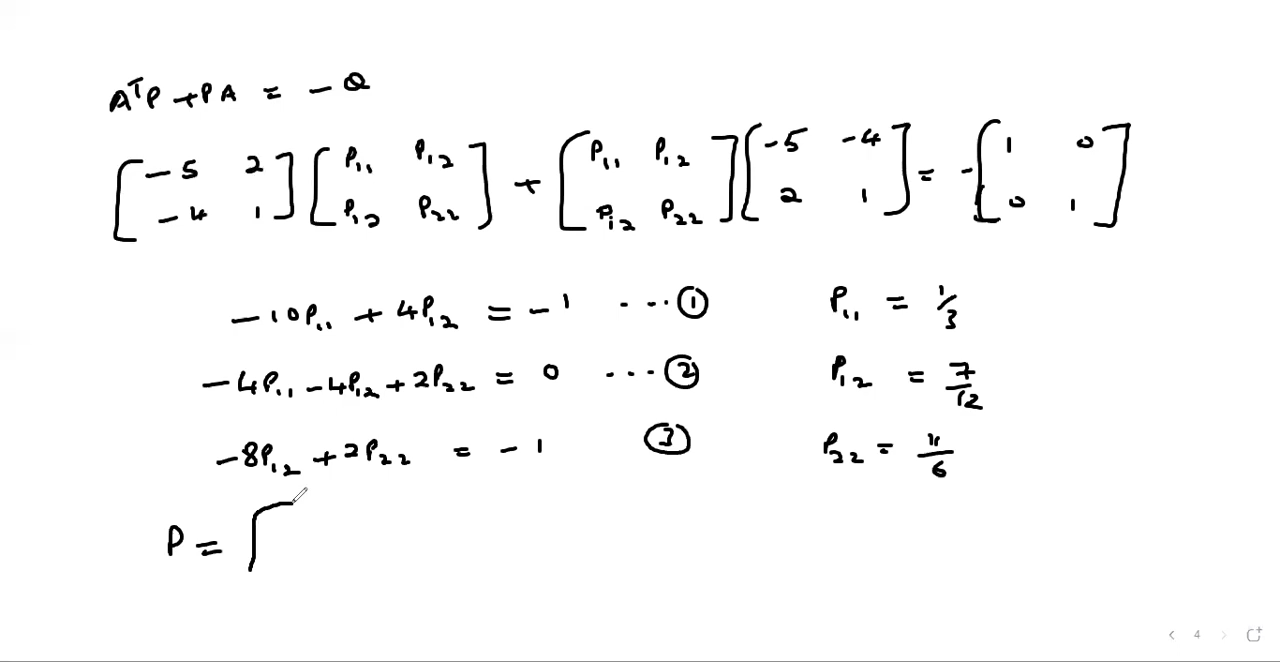 AᵀP + PA = - Q
[-5 2 -4 1] [P₁₁ P₁₂ P₁₂ P₂₂] + [P₁₁ P₁₂ P₁₂ P₂₂] [-5 -4 2 1] = -[1 0 0 1]
-10P₁₁ + 4P₁₂ = -1 ---- ① P₁₁ = 1/3
-4P₁₁ - 4P₁₂ + 2P₂₂ = 0 ---- ② P₁₂ = 7/12
-8P₁₂ + 2P₂₂ = -1 ③ P₂₂ = 11/6
P = [
4